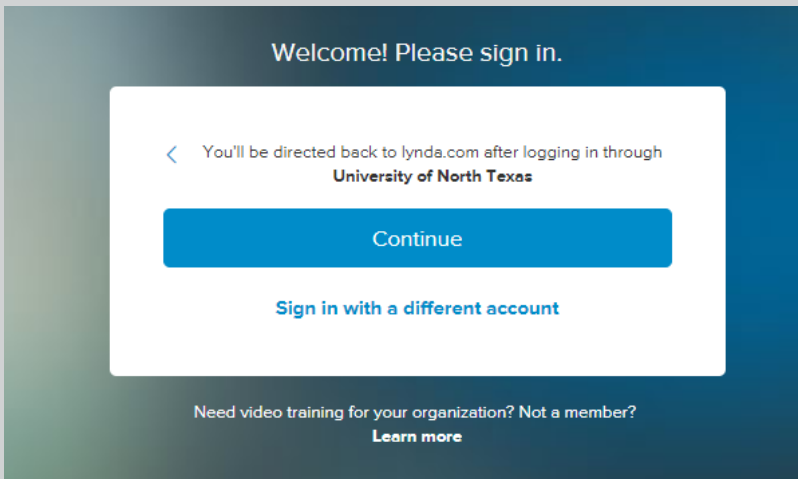 Welcome! Please sign in.
You'll be directed back to lynda.com after logging in through
University of North Texas
Continue
Sign in with a different account
Need video training for your organization? Not a member?
Learn more